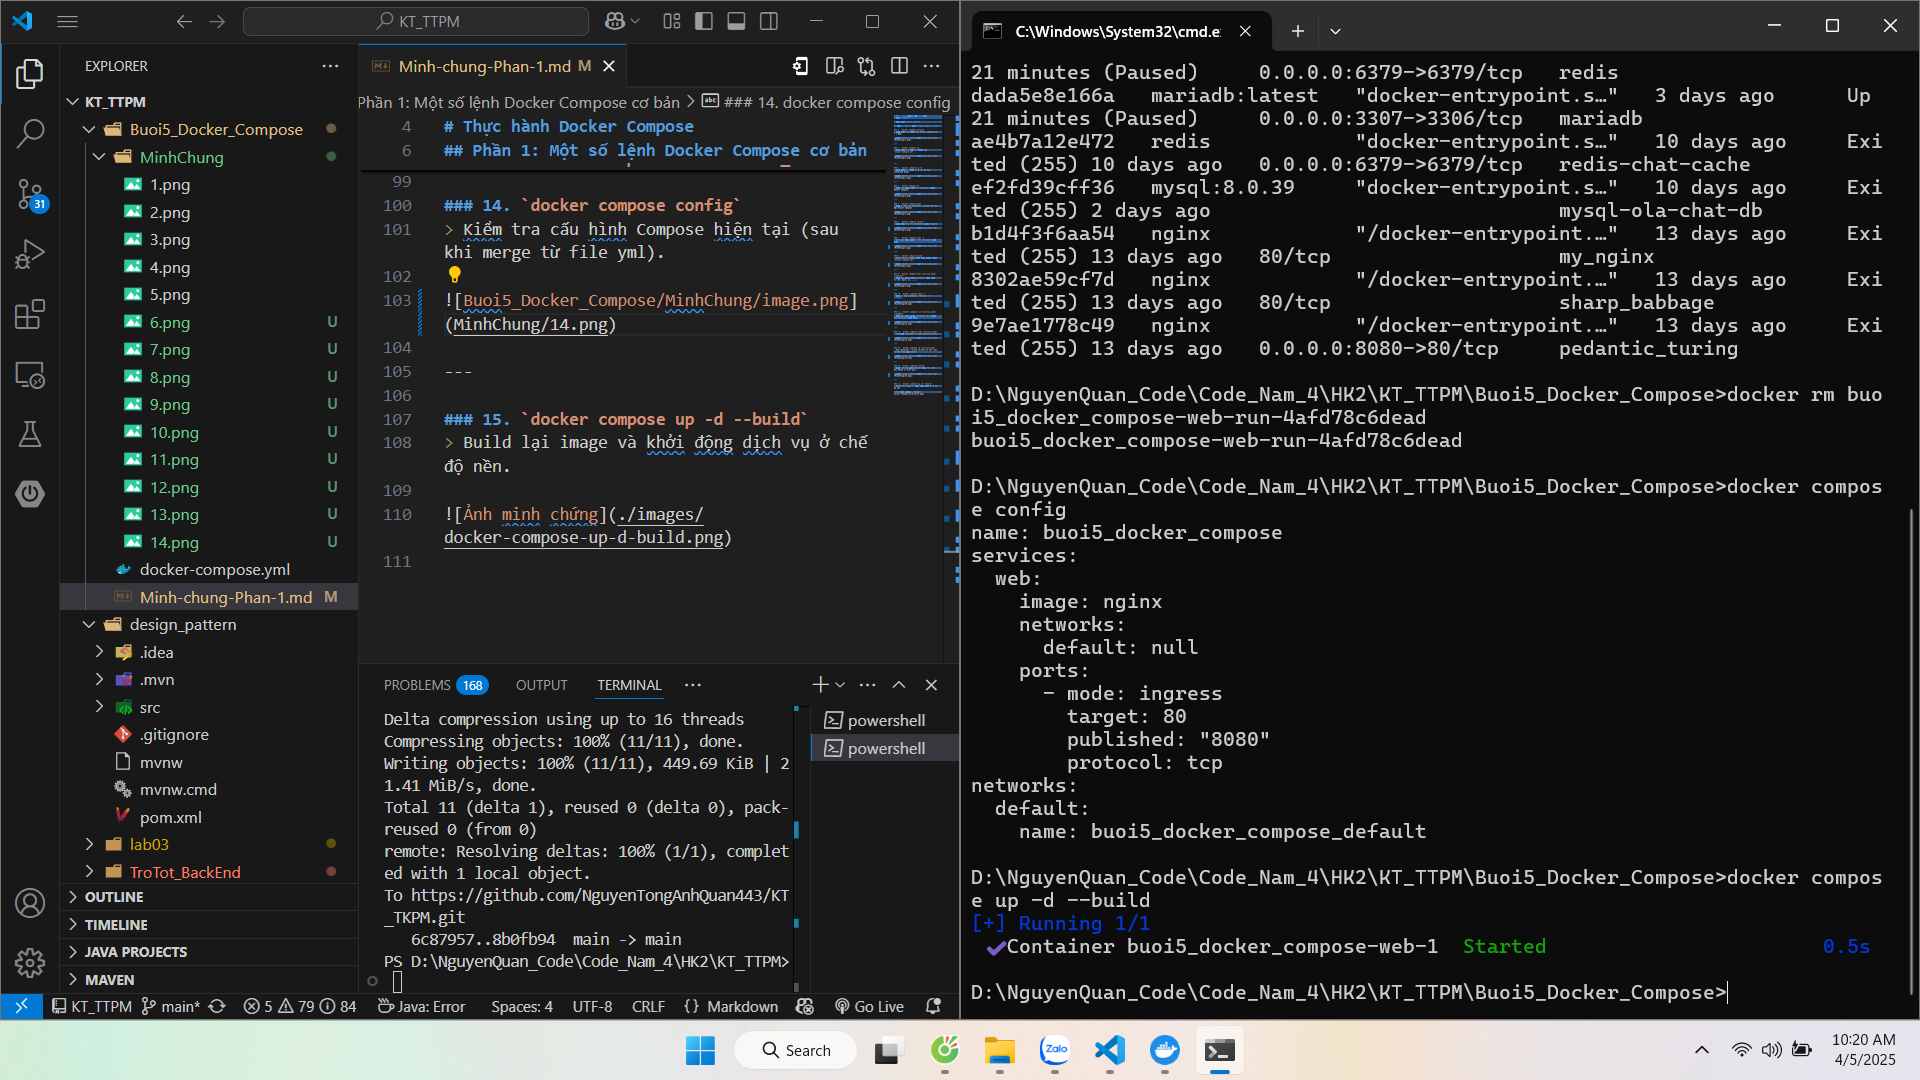 KT_TTPM
EXPLORER
KT_TTPM
Buoi5_Docker_Compose
MinhChung
1.png
2.png
3.png
4.png
5.png
6.png U
7.png U
8.png U
9.png U
10.png U
11.png U
12.png U
13.png U
14.png U
docker-compose.yml
Minh-chung-Phan-1.md M
design_pattern
.idea
.mvn
src
.gitignore
mvnw
mvnw.cmd
pom.xml
lab03
TroTot_BackEnd
OUTLINE
TIMELINE
JAVA PROJECTS
MAVEN
31
Minh-chung-Phan-1.md M
Phần 1: Một số lệnh Docker Compose cơ bản > ### 14. docker compose config
4 # Thực hành Docker Compose
6 ## Phần 1: Một số lệnh Docker Compose cơ bản
99
100 ### 14. `docker compose config`
101 > Kiểm tra cấu hình Compose hiện tại (sau
khi merge từ file yml).
102
103 ![Buoi5_Docker_Compose/MinhChung/image.png]
(MinhChung/14.png)
104
105 ---
106
107 ### 15. `docker compose up -d --build`
108 > Build lại image và khởi động dịch vụ ở chế
độ nền.
109
110 ![Ảnh minh chứng](./images/
docker-compose-up-d-build.png)
111
PROBLEMS 168 OUTPUT TERMINAL
powershell
powershell
Delta compression using up to 16 threads
Compressing objects: 100% (11/11), done.
Writing objects: 100% (11/11), 449.69 KiB | 2
1.41 MiB/s, done.
Total 11 (delta 1), reused 0 (delta 0), pack-
reused 0 (from 0)
remote: Resolving deltas: 100% (1/1), complet
ed with 1 local object.
To https://github.com/NguyenTongAnhQuan443/KT
_TKPM.git
6c87957..8b0fb94 main -> main
PS D:\NguyenQuan_Code\Code_Nam_4\HK2\KT_TTPM>
KT_TTPM main* 5 79 84 Java: Error Spaces: 4 UTF-8 CRLF {} Markdown Go Live
C:\Windows\System32\cmd.e
21 minutes (Paused) 0.0.0.0:6379->6379/tcp redis
dada5e8e166a mariadb:latest "docker-entrypoint.s…" 3 days ago Up
21 minutes (Paused) 0.0.0.0:3307->3306/tcp mariadb
ae4b7a12e472 redis "docker-entrypoint.s…" 10 days ago Exi
ted (255) 10 days ago 0.0.0.0:6379->6379/tcp redis-chat-cache
ef2fd39cff36 mysql:8.0.39 "docker-entrypoint.s…" 10 days ago Exi
ted (255) 2 days ago mysql-ola-chat-db
b1d4f3f6aa54 nginx "/docker-entrypoint.…" 13 days ago Exi
ted (255) 13 days ago 80/tcp my_nginx
8302ae59cf7d nginx "/docker-entrypoint.…" 13 days ago Exi
ted (255) 13 days ago 80/tcp sharp_babbage
9e7ae1778c49 nginx "/docker-entrypoint.…" 13 days ago Exi
ted (255) 13 days ago 0.0.0.0:8080->80/tcp pedantic_turing
D:\NguyenQuan_Code\Code_Nam_4\HK2\KT_TTPM\Buoi5_Docker_Compose>docker rm buo
i5_docker_compose-web-run-4afd78c6dead
buoi5_docker_compose-web-run-4afd78c6dead
D:\NguyenQuan_Code\Code_Nam_4\HK2\KT_TTPM\Buoi5_Docker_Compose>docker compos
e config
name: buoi5_docker_compose
services:
web:
image: nginx
networks:
default: null
ports:
- mode: ingress
target: 80
published: "8080"
protocol: tcp
networks:
default:
name: buoi5_docker_compose_default
D:\NguyenQuan_Code\Code_Nam_4\HK2\KT_TTPM\Buoi5_Docker_Compose>docker compos
e up -d --build
[+] Running 1/1
✔Container buoi5_docker_compose-web-1 Started 0.5s
D:\NguyenQuan_Code\Code_Nam_4\HK2\KT_TTPM\Buoi5_Docker_Compose>
Search
Zalo
10:20 AM
4/5/2025